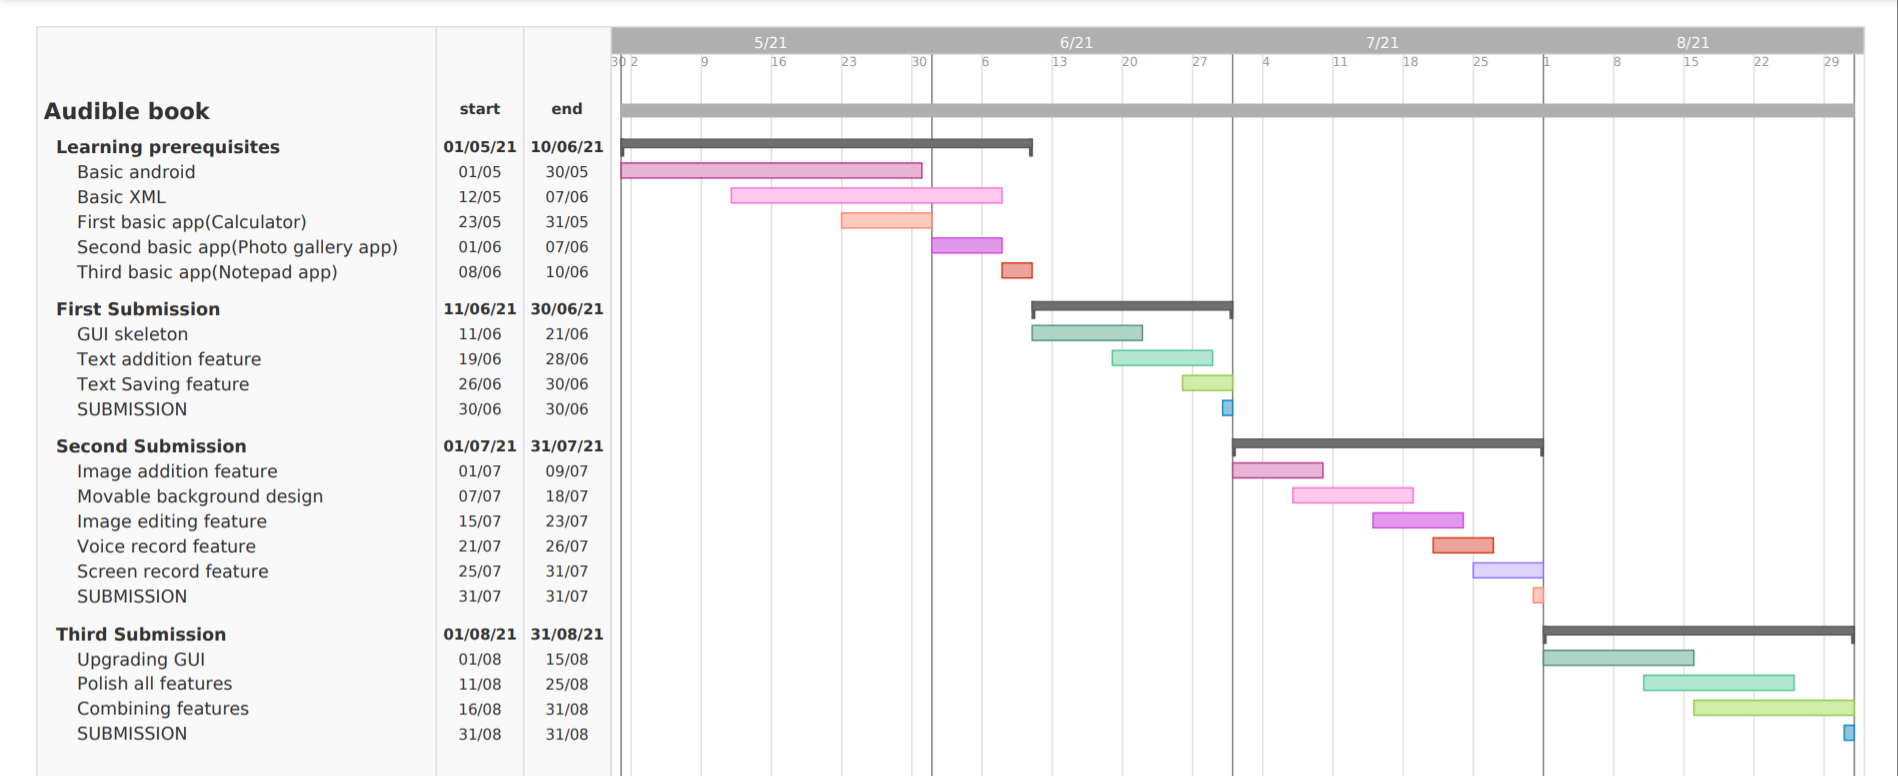 5/21 6/21 7/21 8/21
30 2 9 16 23 30 6 13 20 27 4 11 18 25 1 8 15 22 29
Audible book start end
Learning prerequisites 01/05/21 10/06/21
Basic android 01/05 30/05
Basic XML 12/05 07/06
First basic app(Calculator) 23/05 31/05
Second basic app(Photo gallery app) 01/06 07/06
Third basic app(Notepad app) 08/06 10/06
First Submission 11/06/21 30/06/21
GUI skeleton 11/06 21/06
Text addition feature 19/06 28/06
Text Saving feature 26/06 30/06
SUBMISSION 30/06 30/06
Second Submission 01/07/21 31/07/21
Image addition feature 01/07 09/07
Movable background design 07/07 18/07
Image editing feature 15/07 23/07
Voice record feature 21/07 26/07
Screen record feature 25/07 31/07
SUBMISSION 31/07 31/07
Third Submission 01/08/21 31/08/21
Upgrading GUI 01/08 15/08
Polish all features 11/08 25/08
Combining features 16/08 31/08
SUBMISSION 31/08 31/08